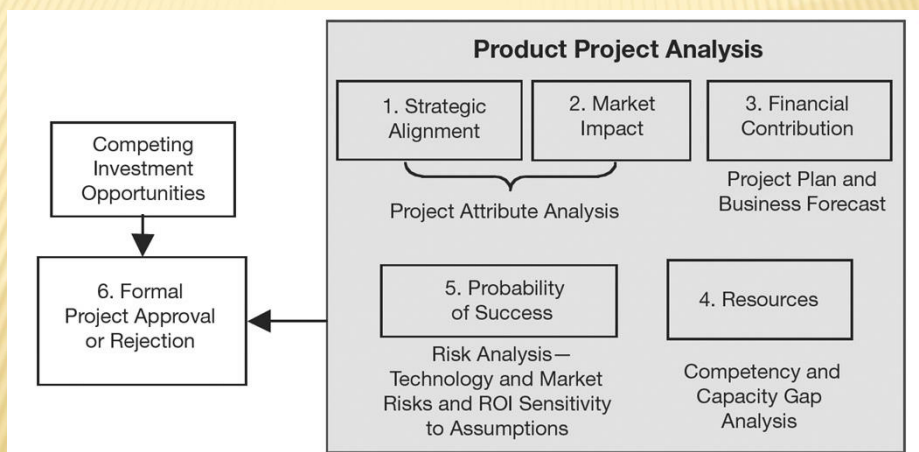 Product Project Analysis
1. Strategic
Alignment
2. Market
Impact
3. Financial
Contribution
Project Attribute Analysis
Project Plan and
Business Forecast
Competing
Investment
Opportunities
6. Formal
Project Approval
or Rejection
5. Probability
of Success
Risk Analysis—
Technology and Market
Risks and ROI Sensitivity
to Assumptions
4. Resources
Competency and
Capacity Gap
Analysis